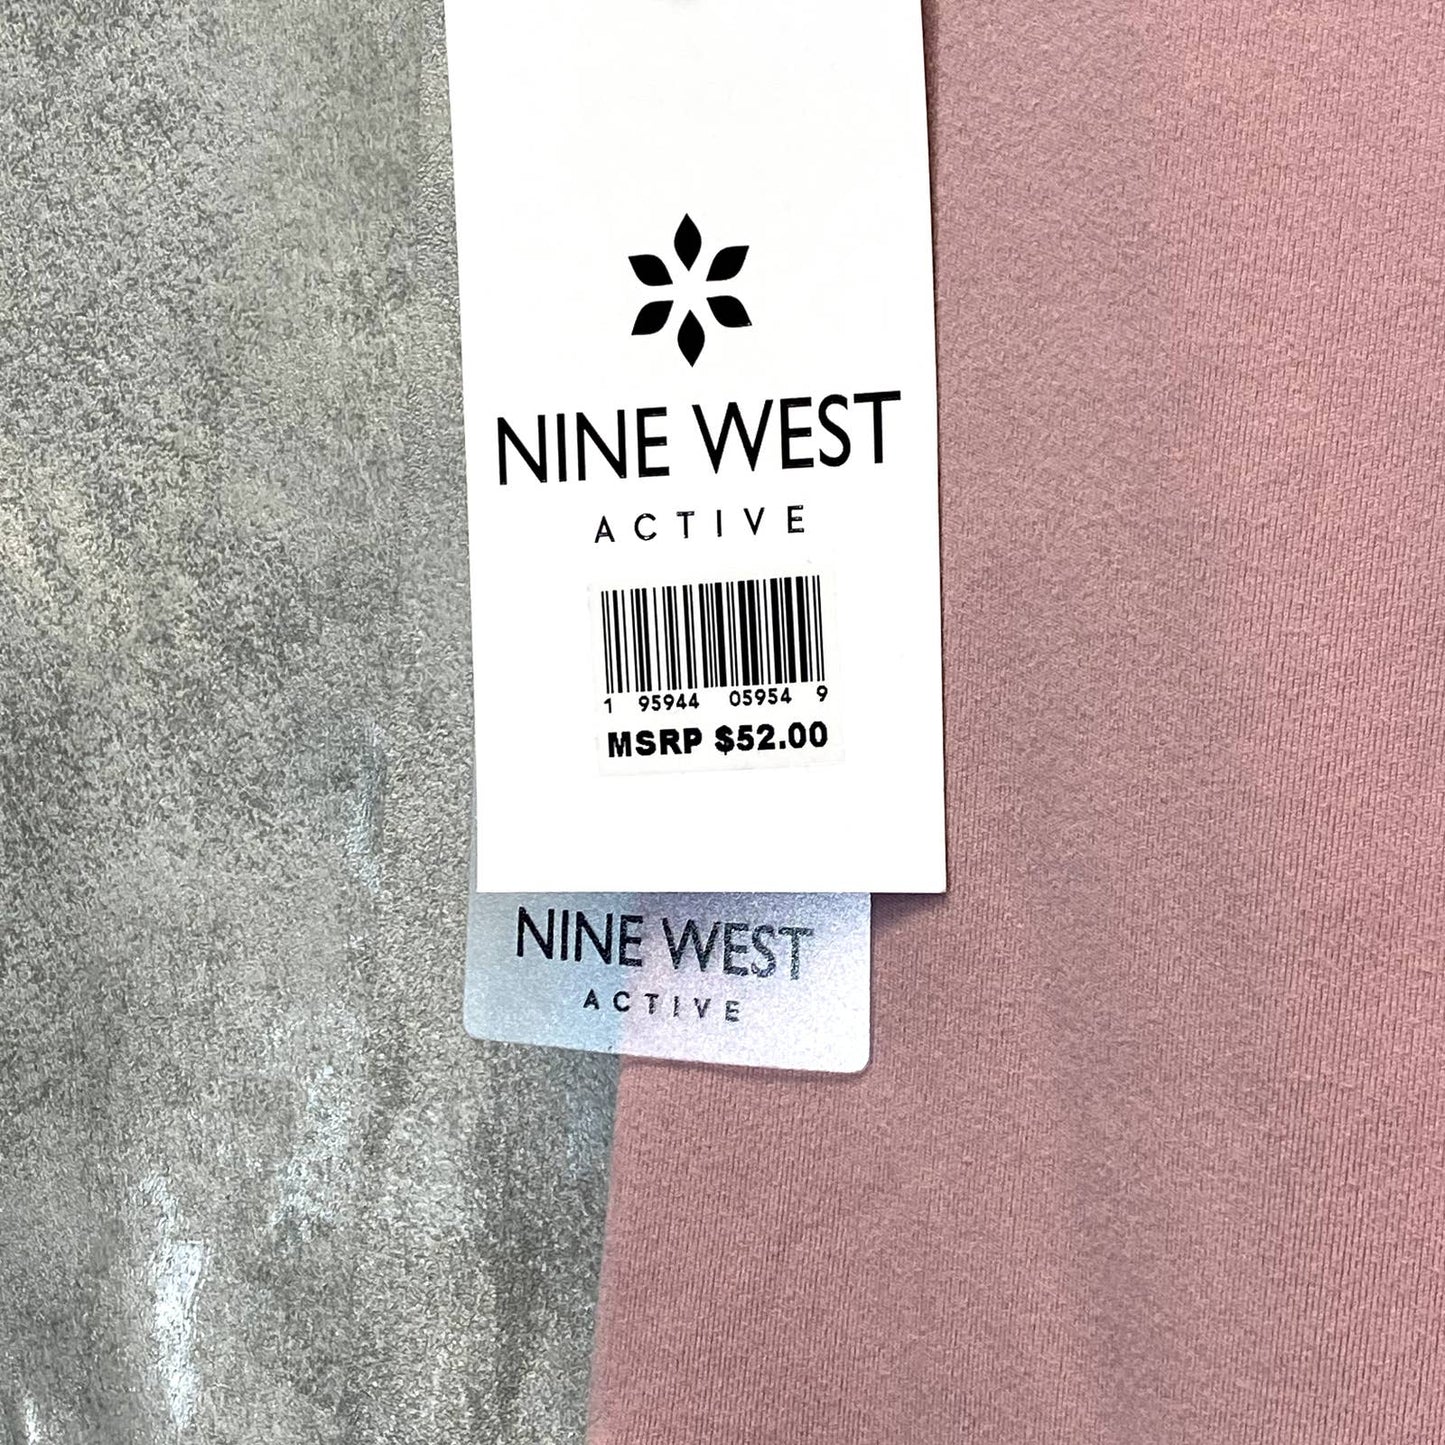 NINE WEST
ACTIVE
1 95944 05954 9
MSRP $52.00
NINE WEST
ACTIVE